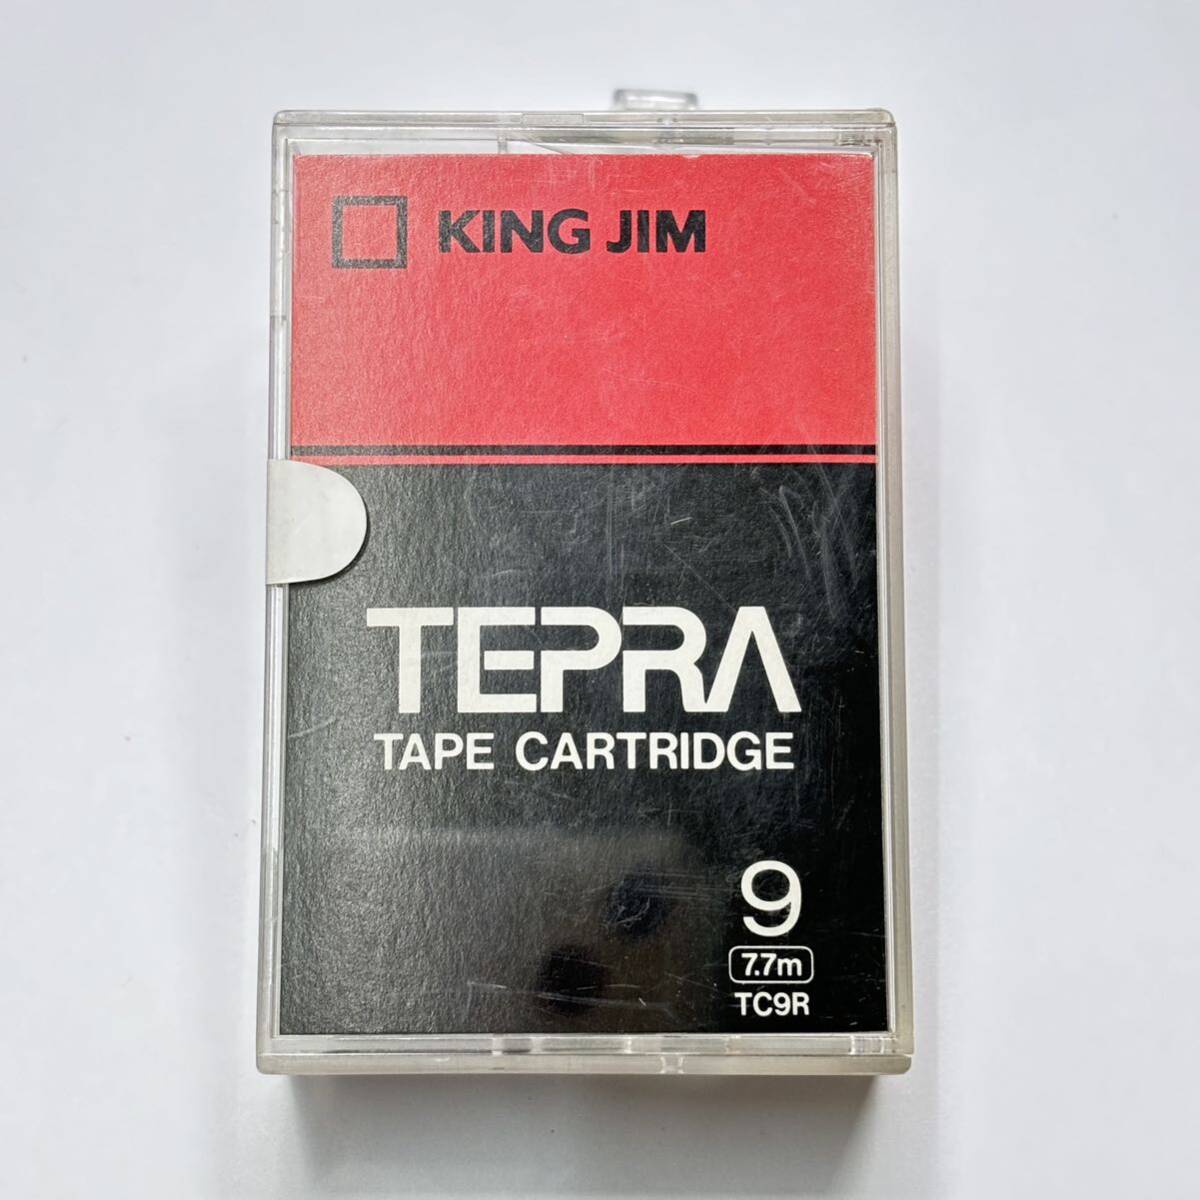 KING JIM
TEPRA
TAPE CARTRIDGE
9
7.7m
TC9R